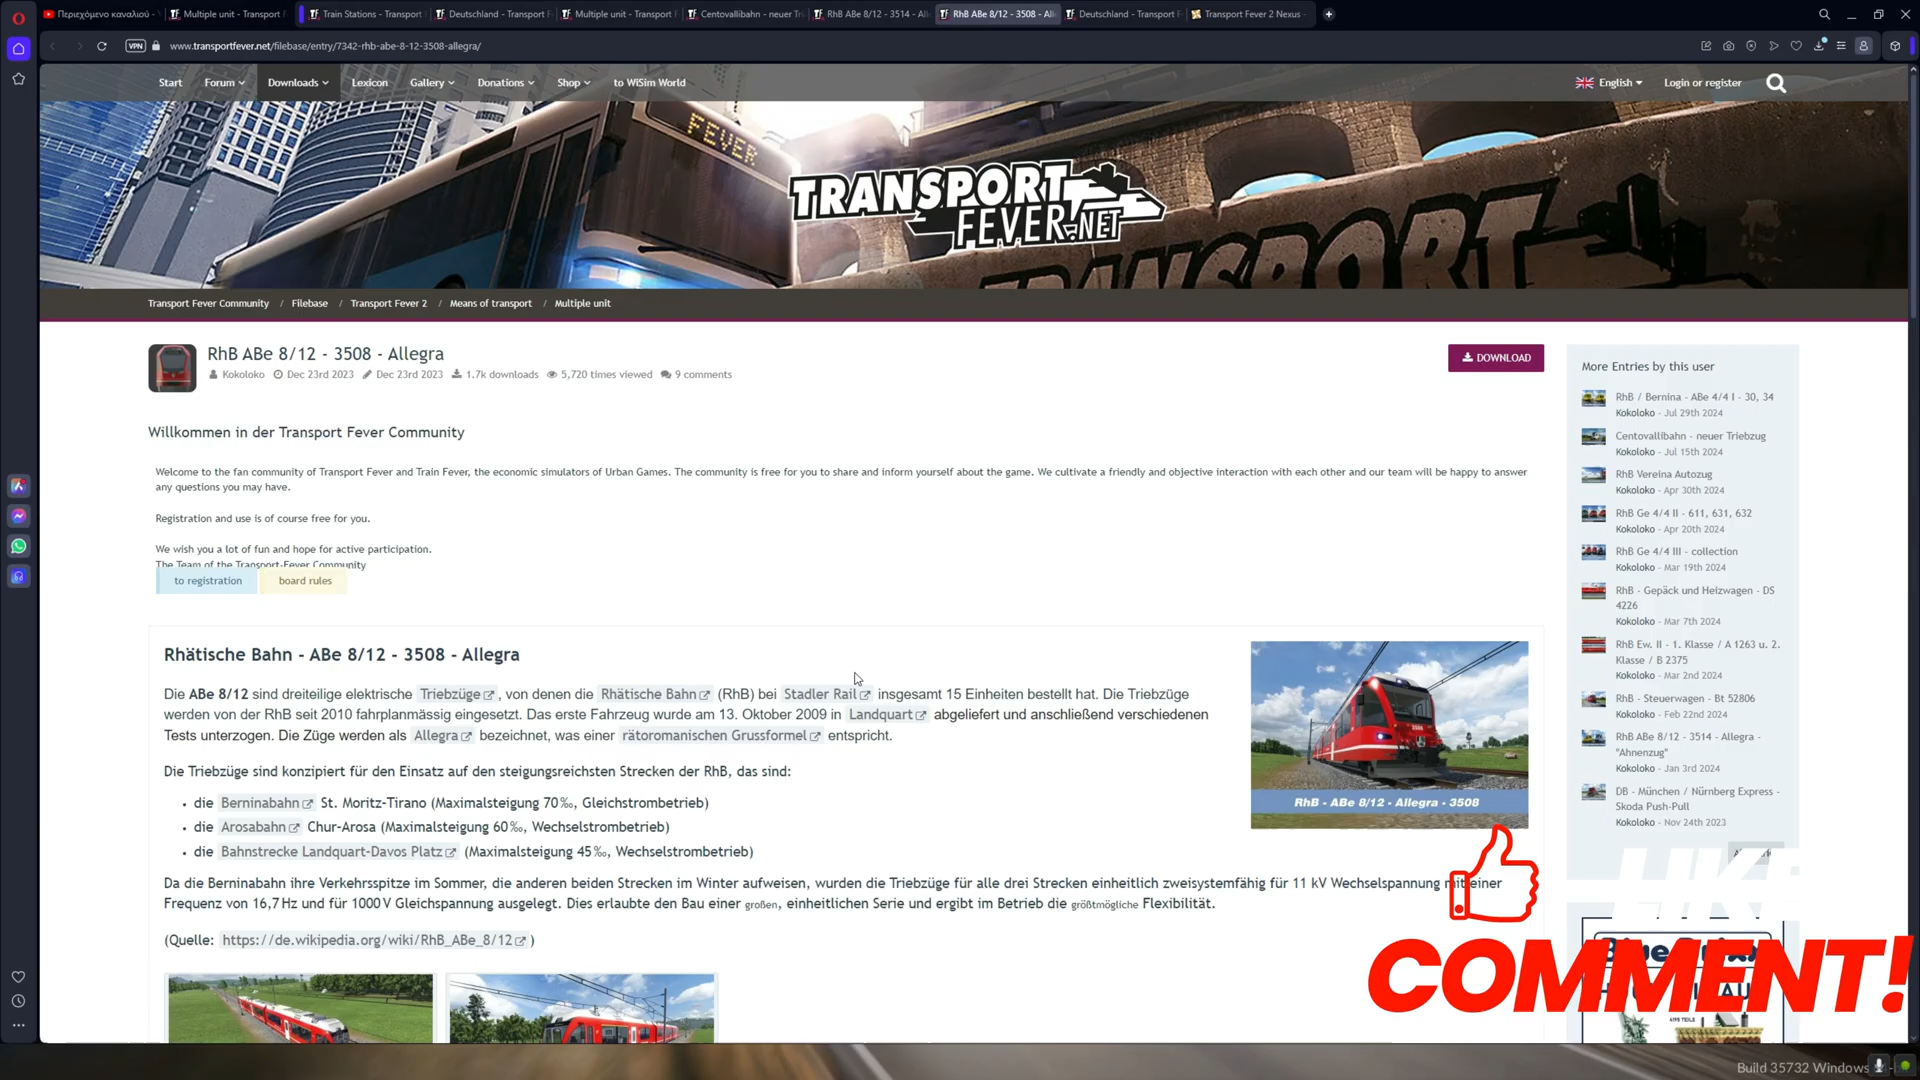 Περιεχόμενο καναλιού -
Multiple unit - Transport F
Train Stations - Transport
Deutschland - Transport F
Multiple unit - Transport F
Centovallibahn - neuer Tri
RhB ABe 8/12 - 3514 - All
RhB ABe 8/12 - 3508 - All
Deutschland - Transport F
Transport Fever 2 Nexus -
VPN
www.transportfever.net/filebase/entry/7342-rhb-abe-8-12-3508-allegra/
Start
Forum
Downloads
Lexicon
Gallery
Donations
Shop
to WiSim World
English
Login or register
FEVER
TRANSPORT
FEVER.NET
TRANSPORT
Transport Fever Community / Filebase / Transport Fever 2 / Means of transport / Multiple unit
RhB ABe 8/12 - 3508 - Allegra
Kokoloko Dec 23rd 2023 Dec 23rd 2023 1.7k downloads 5,720 times viewed 9 comments
DOWNLOAD
Willkommen in der Transport Fever Community
Welcome to the fan community of Transport Fever and Train Fever, the economic simulators of Urban Games. The community is free for you to share and inform yourself about the game. We cultivate a friendly and objective interaction with each other and our team will be happy to answer
any questions you may have.
Registration and use is of course free for you.
We wish you a lot of fun and hope for active participation.
The Team of the Transport-Fever Community
to registration
board rules
Rhätische Bahn - ABe 8/12 - 3508 - Allegra
Die ABe 8/12 sind dreiteilige elektrische Triebzüge , von denen die Rhätische Bahn (RhB) bei Stadler Rail insgesamt 15 Einheiten bestellt hat. Die Triebzüge
werden von der RhB seit 2010 fahrplanmässig eingesetzt. Das erste Fahrzeug wurde am 13. Oktober 2009 in Landquart abgeliefert und anschließend verschiedenen
Tests unterzogen. Die Züge werden als Allegra bezeichnet, was einer rätoromanischen Grussformel entspricht.
Die Triebzüge sind konzipiert für den Einsatz auf den steigungsreichsten Strecken der RhB, das sind:
• die Berninabahn St. Moritz-Tirano (Maximalsteigung 70‰, Gleichstrombetrieb)
• die Arosabahn Chur-Arosa (Maximalsteigung 60‰, Wechselstrombetrieb)
• die Bahnstrecke Landquart-Davos Platz (Maximalsteigung 45‰, Wechselstrombetrieb)
Da die Berninabahn ihre Verkehrsspitze im Sommer, die anderen beiden Strecken im Winter aufweisen, wurden die Triebzüge für alle drei Strecken einheitlich zweisystemfähig für 11 kV Wechselspannung mit einer
Frequenz von 16,7 Hz und für 1000 V Gleichspannung ausgelegt. Dies erlaubte den Bau einer großen, einheitlichen Serie und ergibt im Betrieb die größtmögliche Flexibilität.
(Quelle: https://de.wikipedia.org/wiki/RhB_ABe_8/12 )
RhB - ABe 8/12 - Allegra - 3508
More Entries by this user
RhB / Bernina - ABe 4/4 I - 30, 34
Kokoloko - Jul 29th 2024
Centovallibahn - neuer Triebzug
Kokoloko - Jul 15th 2024
RhB Vereina Autozug
Kokoloko - Apr 30th 2024
RhB Ge 4/4 II - 611, 631, 632
Kokoloko - Apr 20th 2024
RhB Ge 4/4 III - collection
Kokoloko - Mar 19th 2024
RhB - Gepäck und Heizwagen - DS
4226
Kokoloko - Mar 7th 2024
RhB Ew. II - 1. Klasse / A 1263 u. 2.
Klasse / B 2375
Kokoloko - Mar 2nd 2024
RhB - Steuerwagen - Bt 52806
Kokoloko - Feb 22nd 2024
RhB ABe 8/12 - 3514 - Allegra -
"Ahnenzug"
Kokoloko - Jan 3rd 2024
DB - München / Nürnberg Express -
Skoda Push-Pull
Kokoloko - Nov 24th 2023
LIKE
COMMENT!
Build 35732 Windows